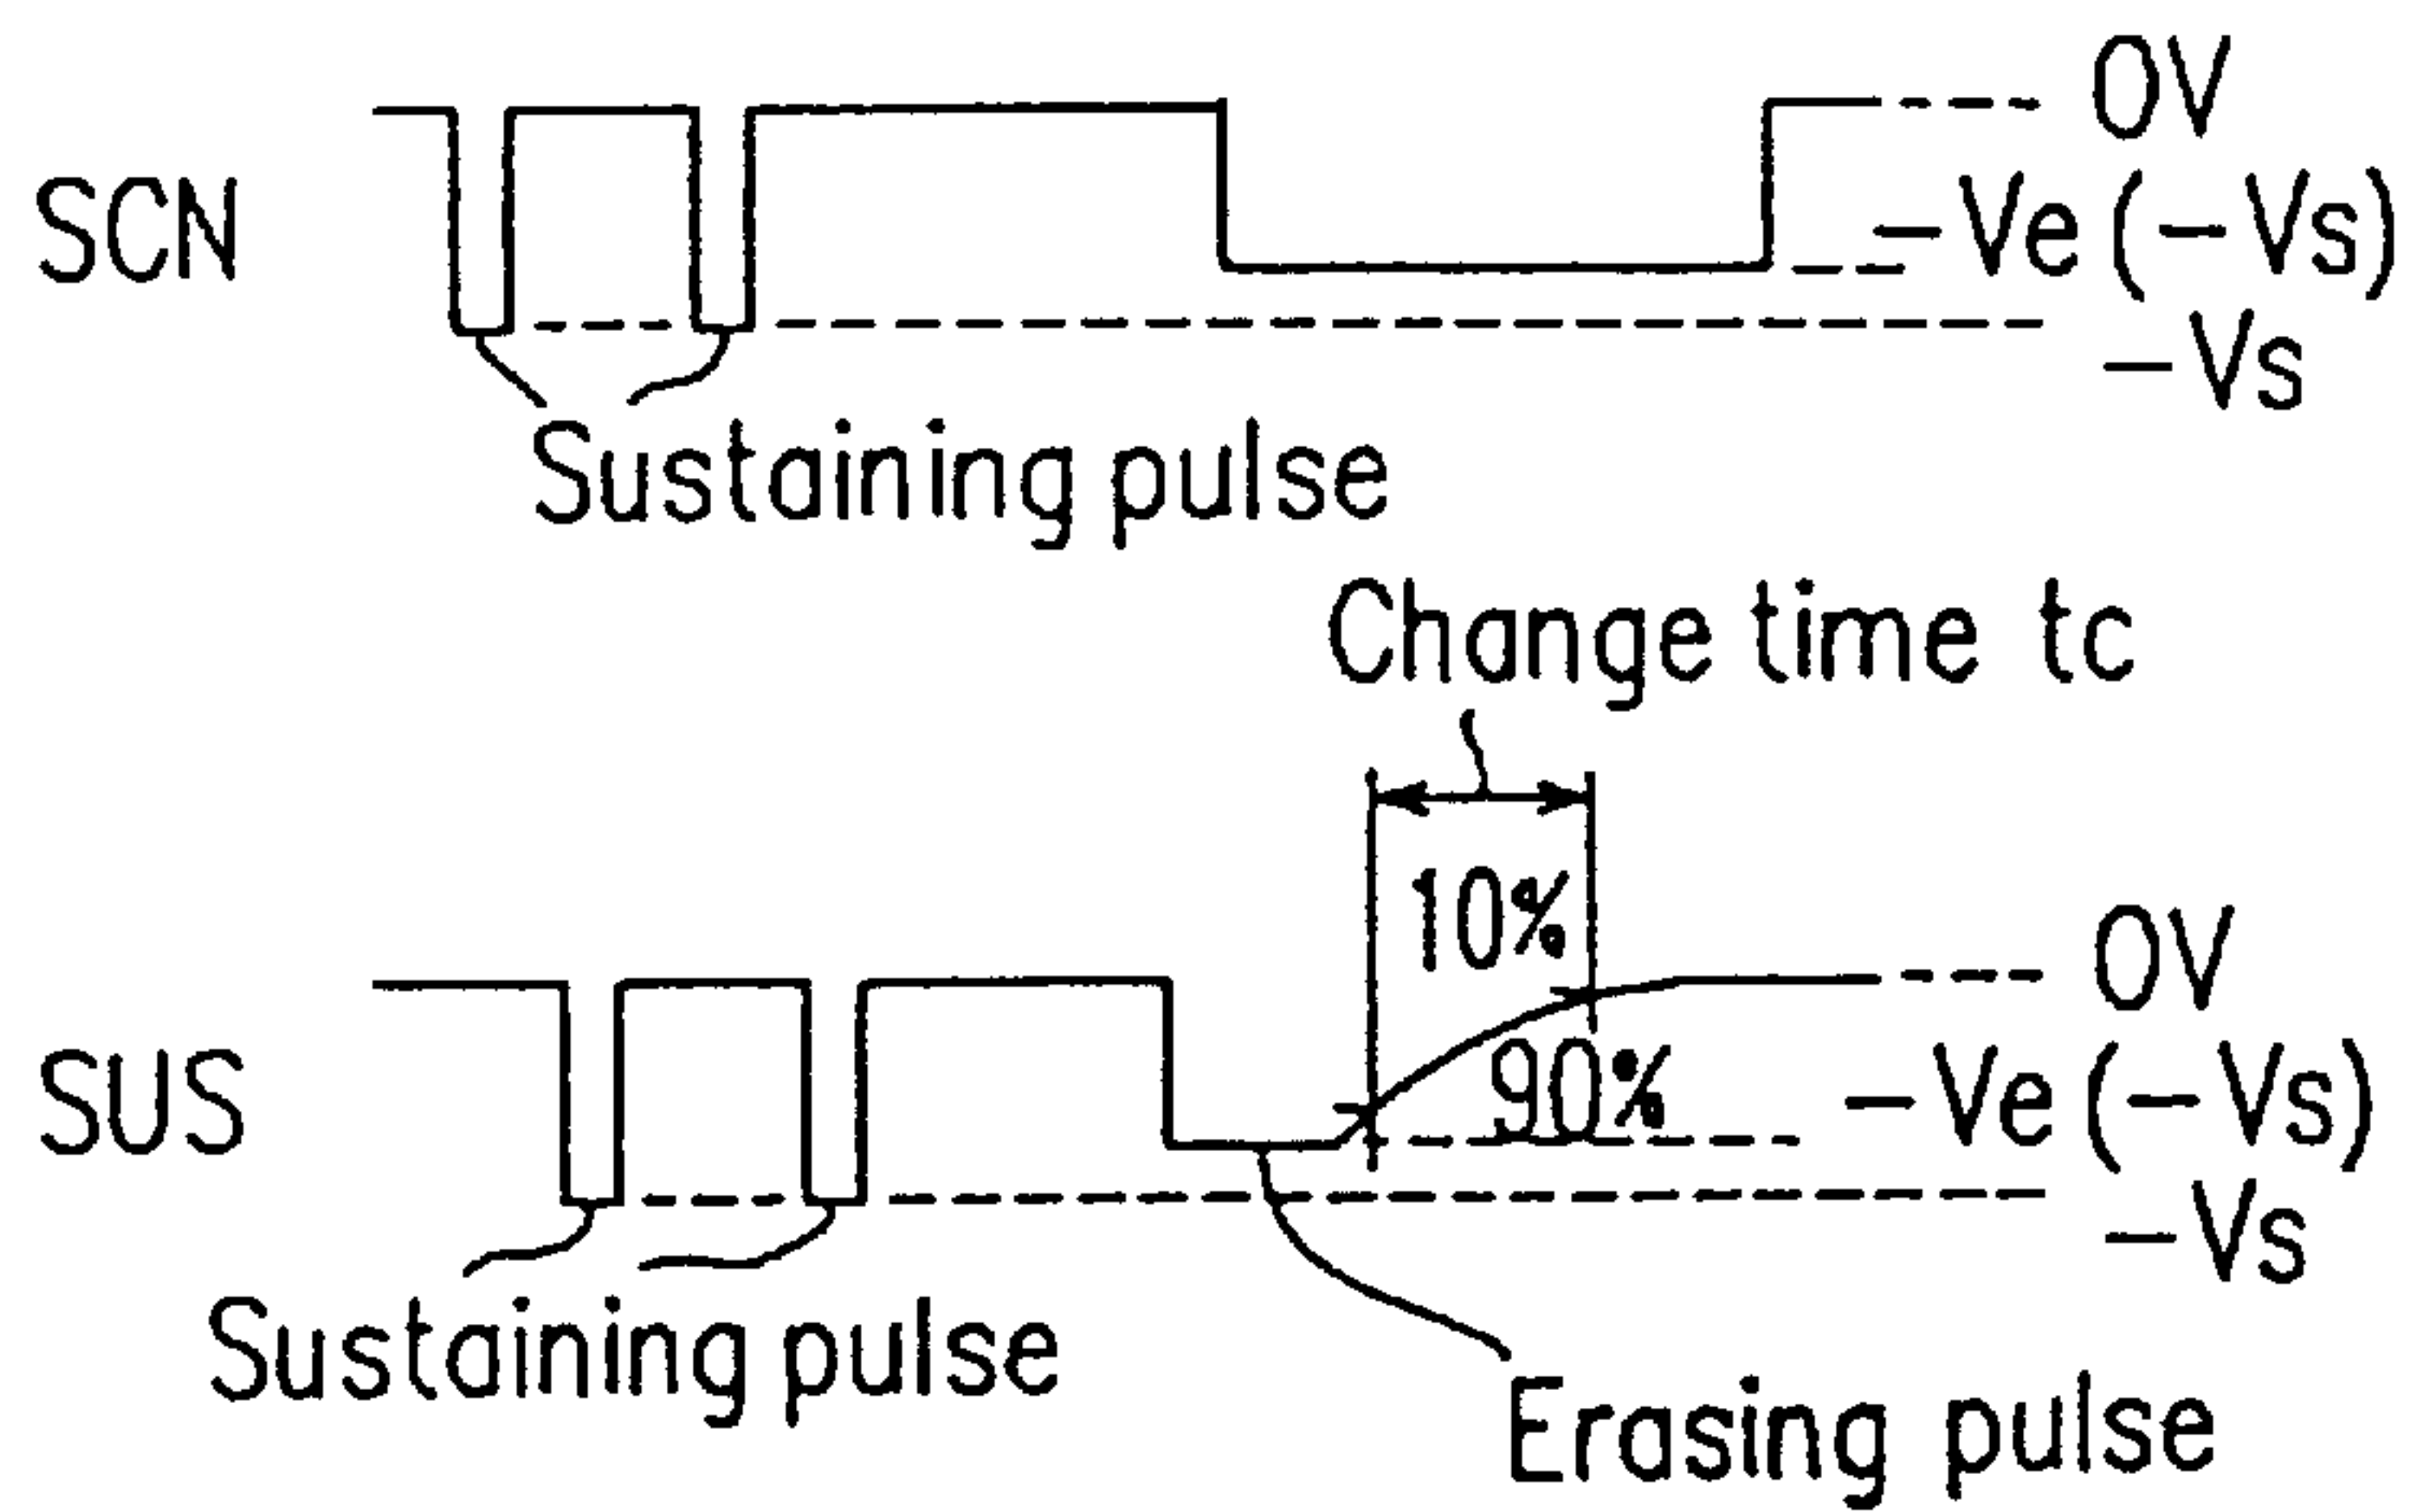 0V
SCN
-Ve (-Vs)
-Vs
Sustaining pulse
Change time tc
10%
0V
90%
SUS
-Ve (-Vs)
-Vs
Sustaining pulse
Erasing pulse